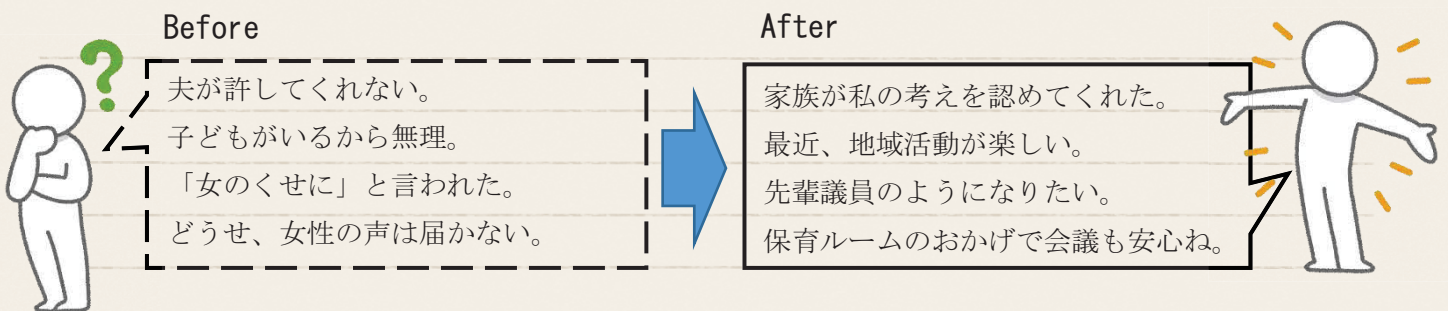 Before
夫が許してくれない。
子どもがいるから無理。
「女のくせに」と言われた。
どうせ、女性の声は届かない。
After
家族が私の考えを認めてくれた。
最近、地域活動が楽しい。
先輩議員のようになりたい。
保育ルームのおかげで会議も安心ね。